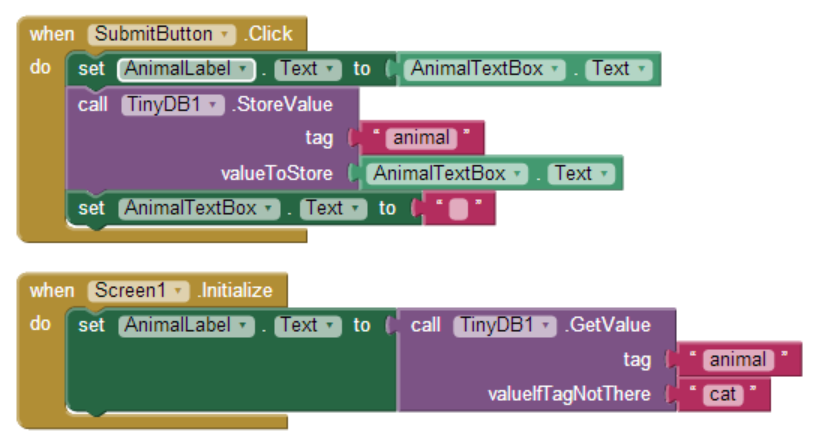 when SubmitButton .Click
do set AnimalLabel . Text to AnimalTextBox . Text
call TinyDB1 .StoreValue
tag " animal "
valueToStore AnimalTextBox . Text
set AnimalTextBox . Text to " "
when Screen1 .Initialize
do set AnimalLabel . Text to call TinyDB1 .GetValue
tag " animal "
valueIfTagNotThere " cat "